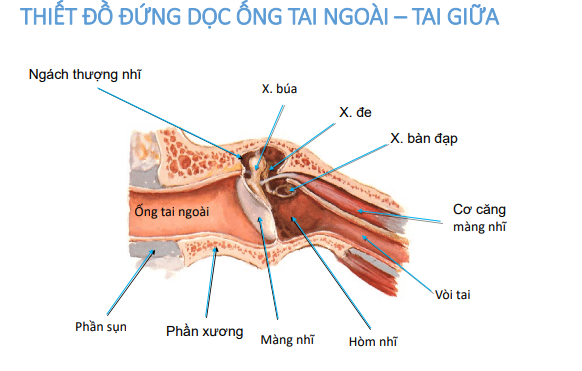 THIẾT ĐỒ ĐỨNG DỌC ỐNG TAI NGOÀI – TAI GIỮA
Ngách thượng nhĩ
X. búa
X. đe
X. bàn đạp
Ống tai ngoài
Cơ căng
màng nhĩ
Vòi tai
Phần sụn
Phần xương
Màng nhĩ
Hòm nhĩ